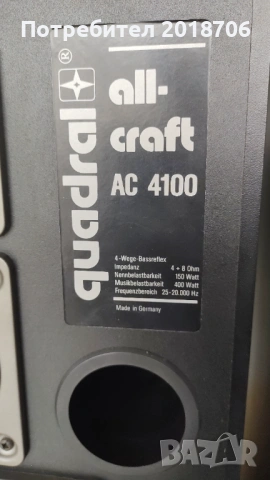 Потребител 2018706
quadral®
all-
craft
AC 4100
4-Wege-Bassreflex
Impedanz 4 + 8 Ohm
Nennbelastbarkeit 150 Watt
Musikbelastbarkeit 400 Watt
Frequenzbereich 25-20.000 Hz
Made in Germany
BAZAR